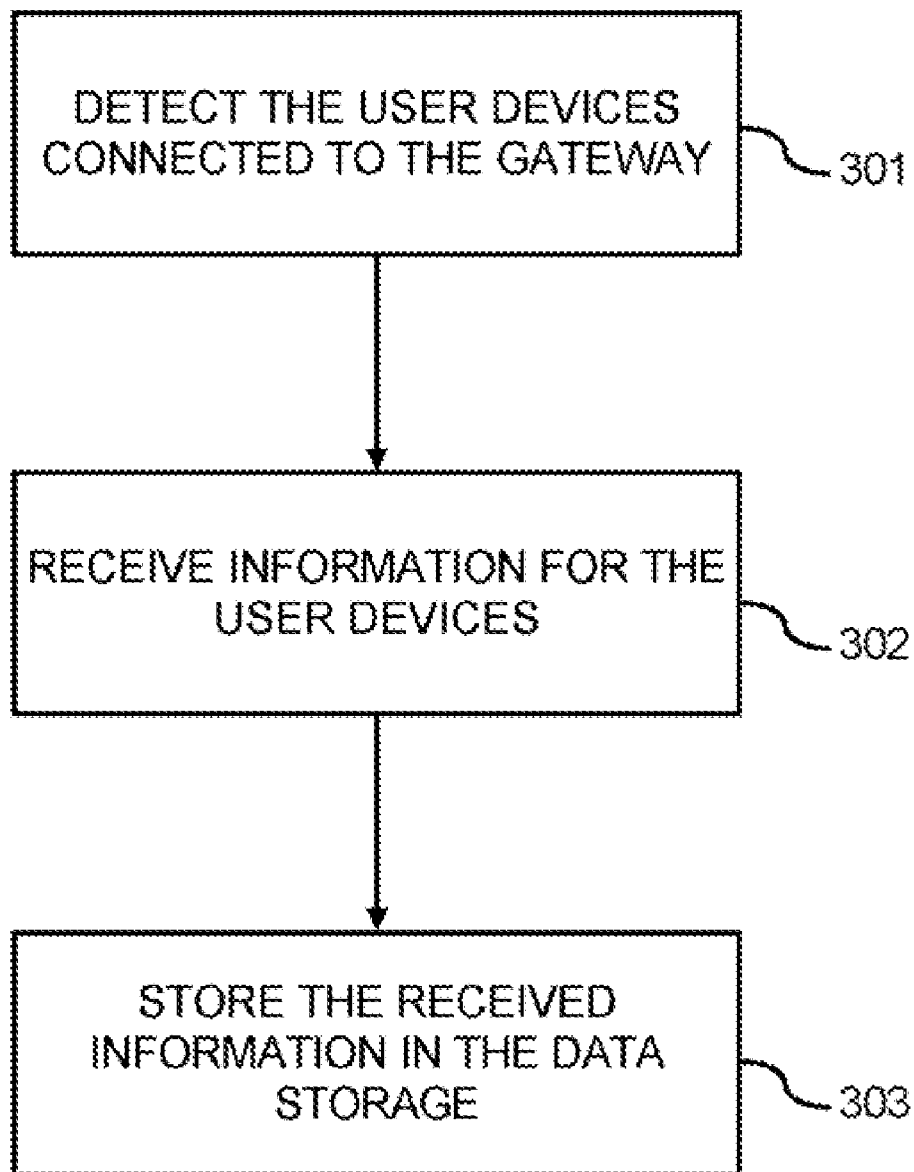 DETECT THE USER DEVICES
CONNECTED TO THE GATEWAY
301
RECEIVE INFORMATION FOR THE
USER DEVICES
302
STORE THE RECEIVED
INFORMATION IN THE DATA
STORAGE
303